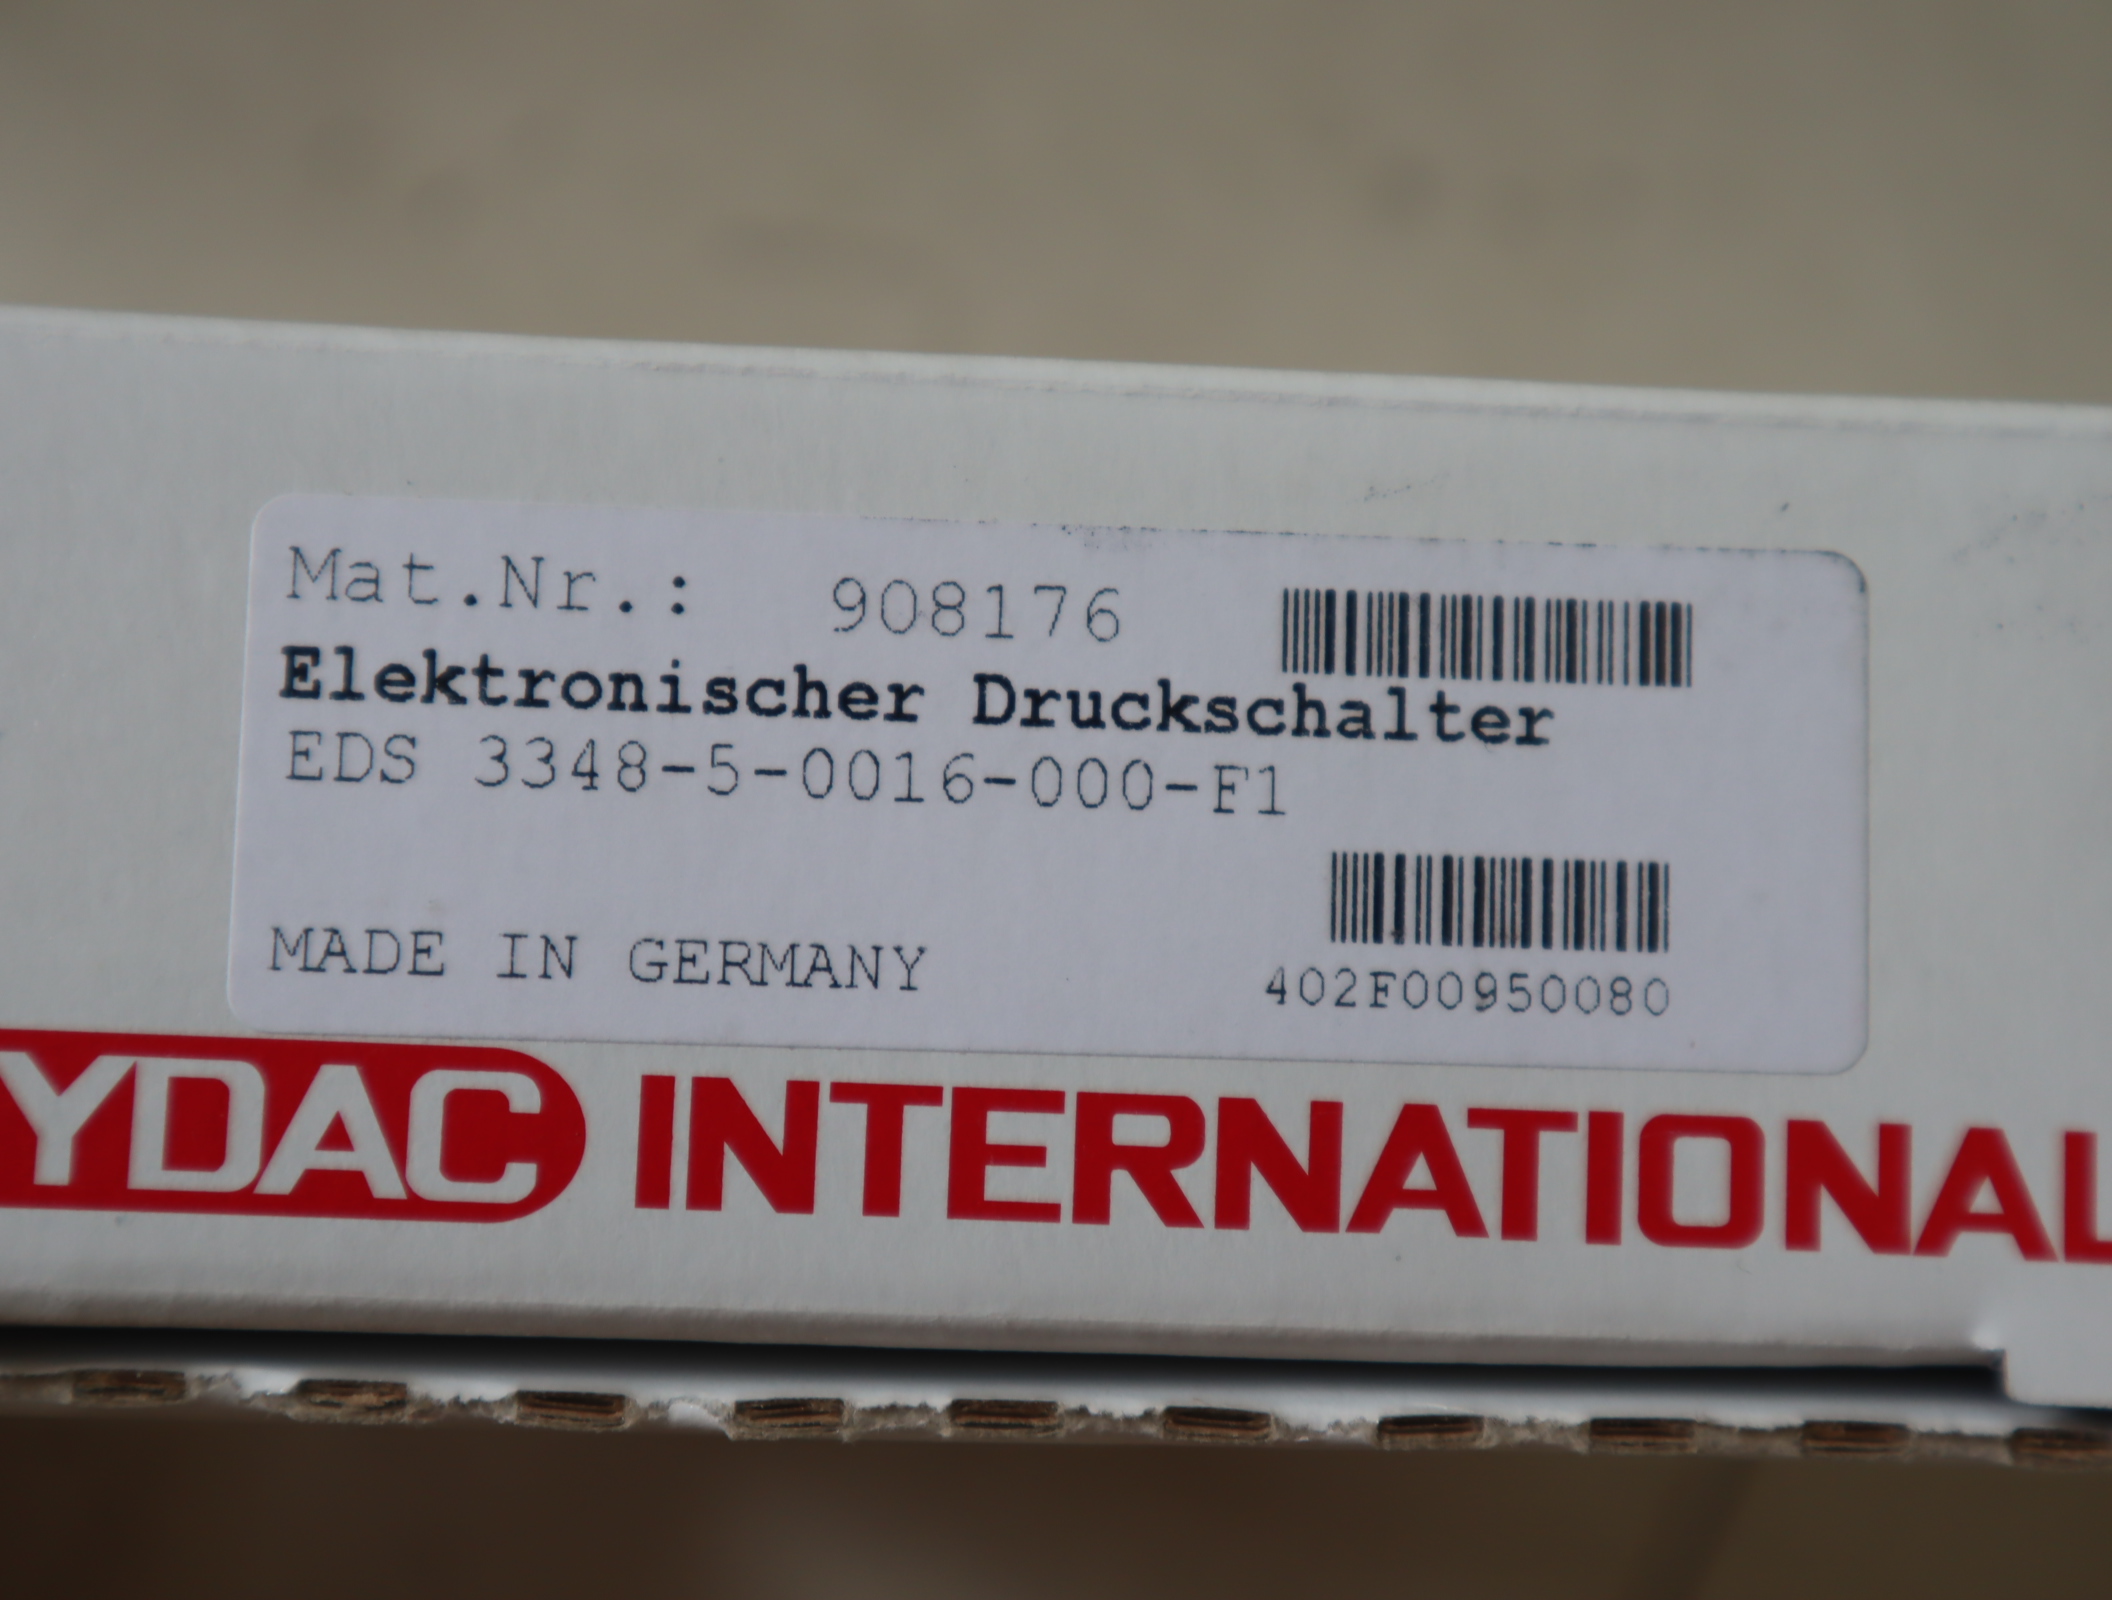 Mat.Nr.: 908176
Elektronischer Druckschalter
EDS 3348-5-0016-000-F1
MADE IN GERMANY
402F00950080
YDAC INTERNATIONAL